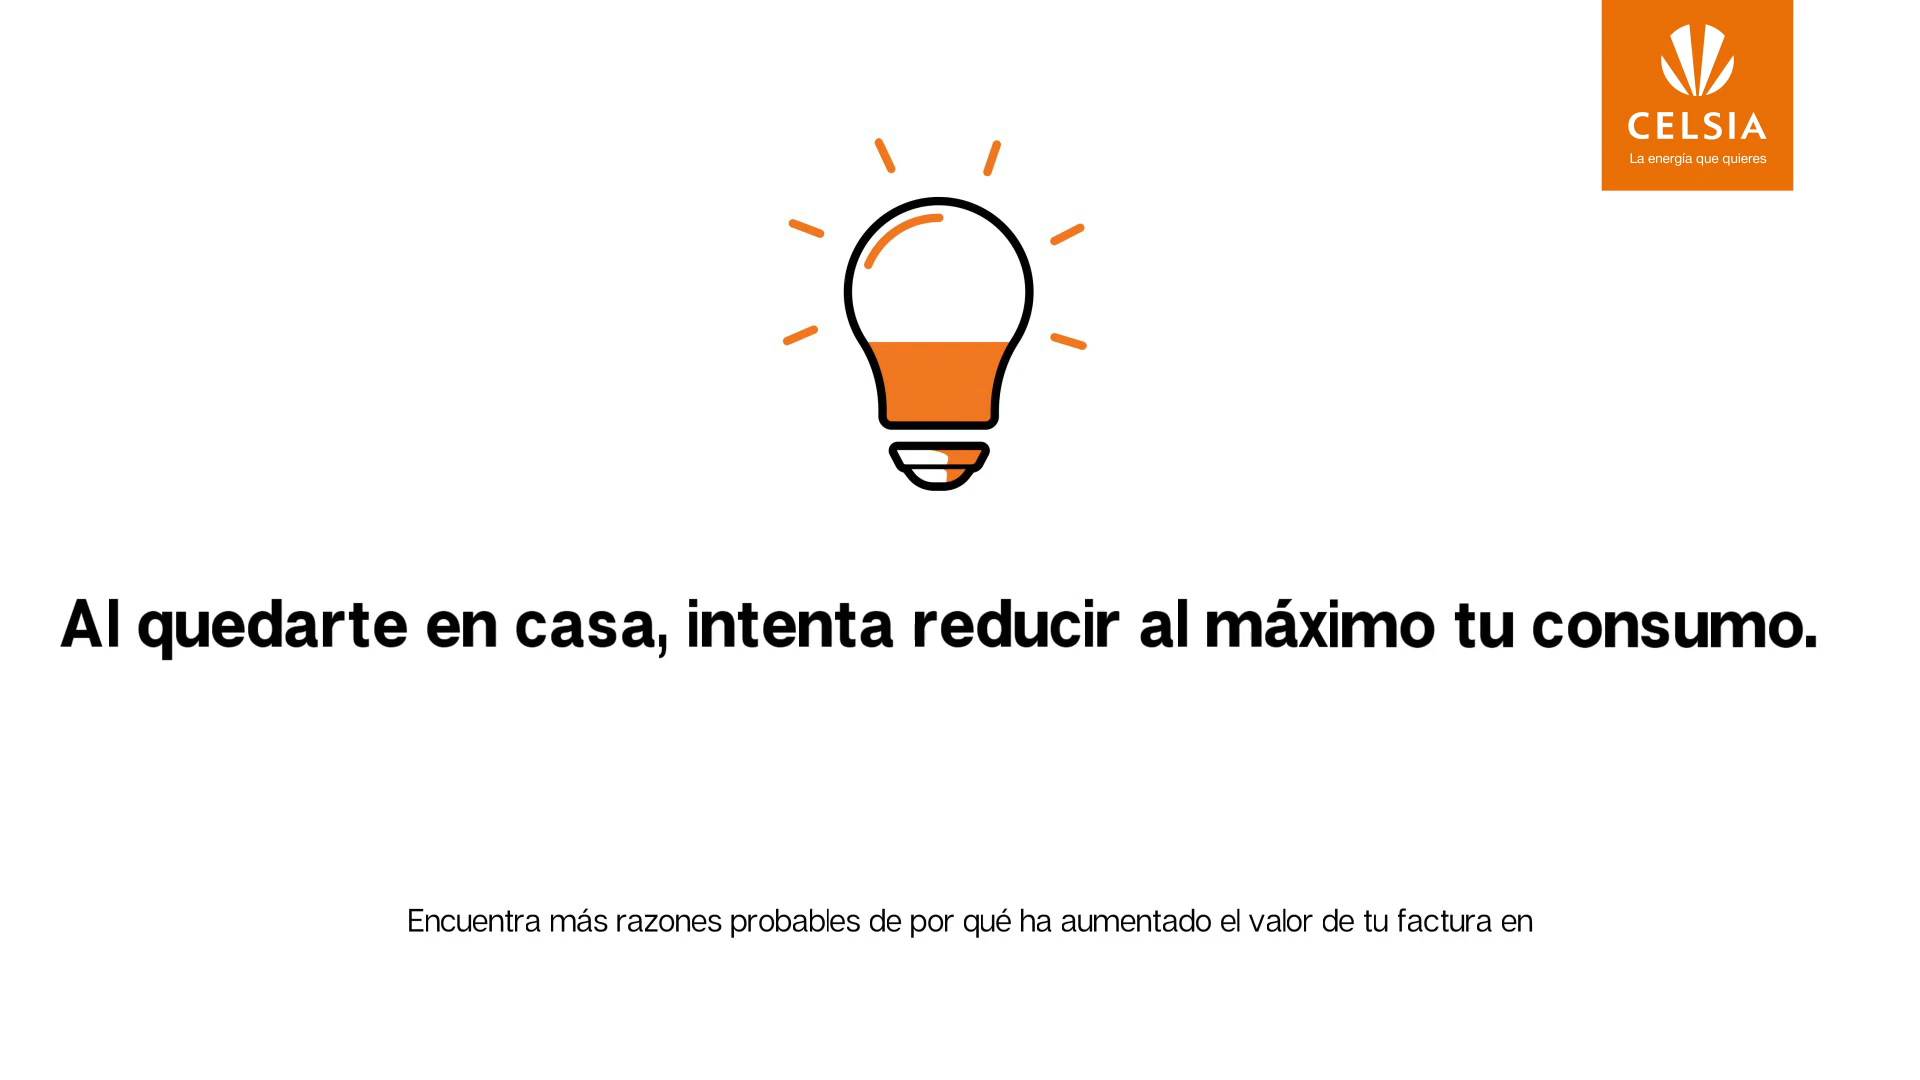 CELSIA
La energía que quieres
Al quedarte en casa, intenta reducir al máximo tu consumo.
Encuentra más razones probables de por qué ha aumentado el valor de tu factura en